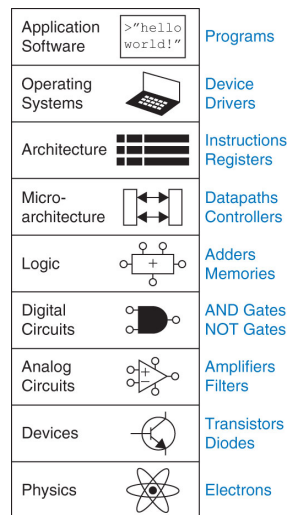 Application
Software
>"hello
world!"
Programs
Operating
Systems
Device
Drivers
Architecture
Instructions
Registers
Micro-
architecture
Datapaths
Controllers
Logic
+
Adders
Memories
Digital
Circuits
AND Gates
NOT Gates
Analog
Circuits
+
−
Amplifiers
Filters
Devices
Transistors
Diodes
Physics
Electrons